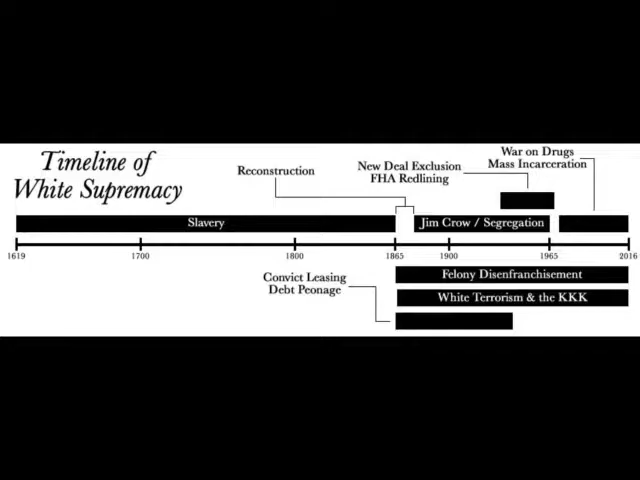 Timeline of
White Supremacy
Reconstruction
New Deal Exclusion
FHA Redlining
War on Drugs
Mass Incarceration
Slavery
Jim Crow / Segregation
1619
1700
1800
1865
1900
1965
2016
Convict Leasing
Debt Peonage
Felony Disenfranchisement
White Terrorism & the KKK